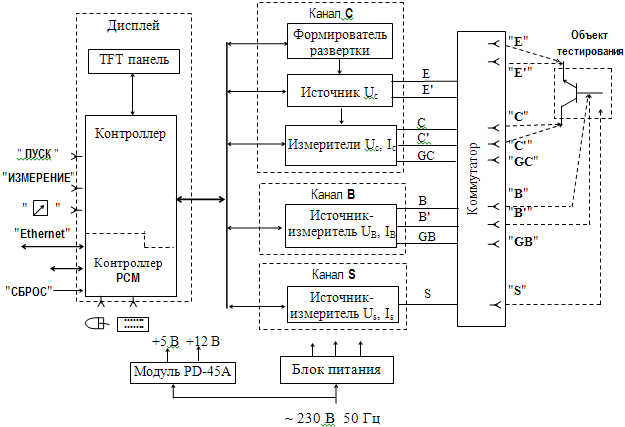 Дисплей
TFT панель
Контроллер
Контроллер
PCM
" ПУСК "
"ИЗМЕРЕНИЕ"
" "
"Ethernet"
"СБРОС"
Канал С
Формирователь
развертки
Источник Uc
Измерители Uc, Ic
E
E'
C
C'
GC
Канал В
Источник-
измеритель UB, IB
B
B'
GB
Канал S
Источник-
измеритель Us, Is
S
Коммутатор
"E"
"E'"
"C"
"C'"
"GC"
"B"
"B'"
"GB"
"S"
Объект
тестирования
+5 В +12 В
Модуль PD-45A
Блок питания
~ 230 В 50 Гц